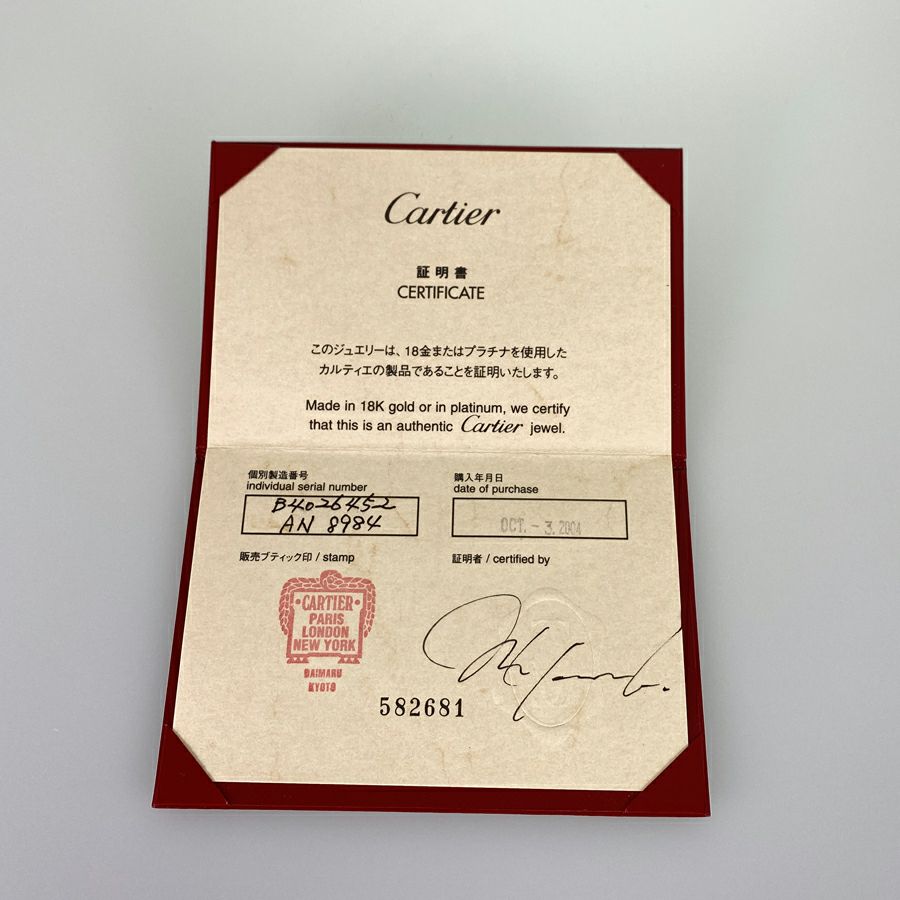 Cartier
証明書
CERTIFICATE
このジュエリーは、18金またはプラチナを使用した
カルティエの製品であることを証明いたします。
Made in 18K gold or in platinum, we certify
that this is an authentic Cartier jewel.
個別製造番号
individual serial number
B4026452
AN 8984
購入年月日
date of purchase
OCT. - 3. 2004
販売ブティック印 / stamp
CARTIER
PARIS
LONDON
NEW YORK
DAIMARU
KYOTO
証明者 / certified by
582681